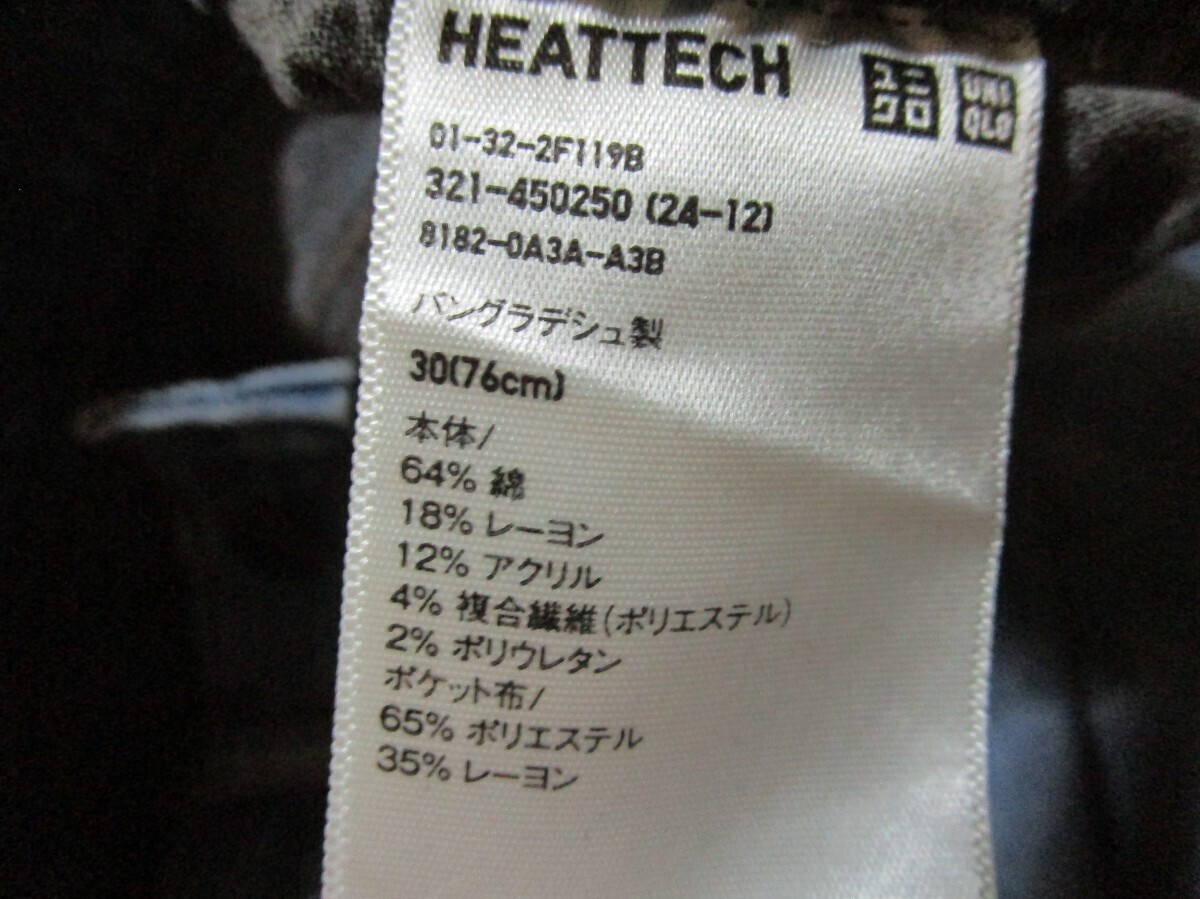 HEATTECH
ユニ
クロ
UNI
QLO
01-32-2F119B
321-450250 (24-12)
8182-0A3A-A3B
バングラデシュ製
30(76cm)
本体/
64% 綿
18% レーヨン
12% アクリル
4% 複合繊維(ポリエステル)
2% ポリウレタン
ポケット布/
65% ポリエステル
35% レーヨン